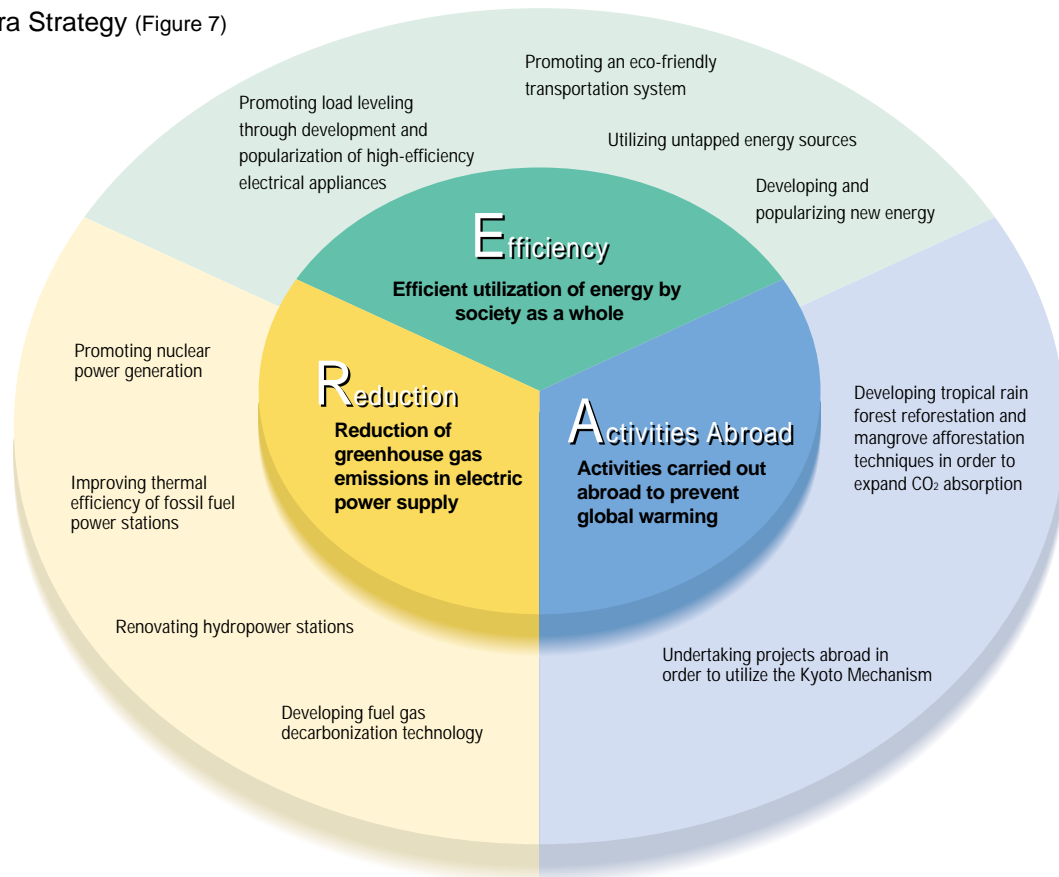 ra Strategy (Figure 7)
Promoting an eco-friendly
transportation system
Promoting load leveling
through development and
popularization of high-efficiency
electrical appliances
Utilizing untapped energy sources
Developing and
popularizing new energy
Efficiency
Efficient utilization of energy by
society as a whole
Promoting nuclear
power generation
Improving thermal
efficiency of fossil fuel
power stations
Renovating hydropower stations
Developing fuel gas
decarbonization technology
Reduction
Reduction of
greenhouse gas
emissions in electric
power supply
Activities Abroad
Activities carried out
abroad to prevent
global warming
Developing tropical rain
forest reforestation and
mangrove afforestation
techniques in order to
expand CO₂ absorption
Undertaking projects abroad in
order to utilize the Kyoto Mechanism